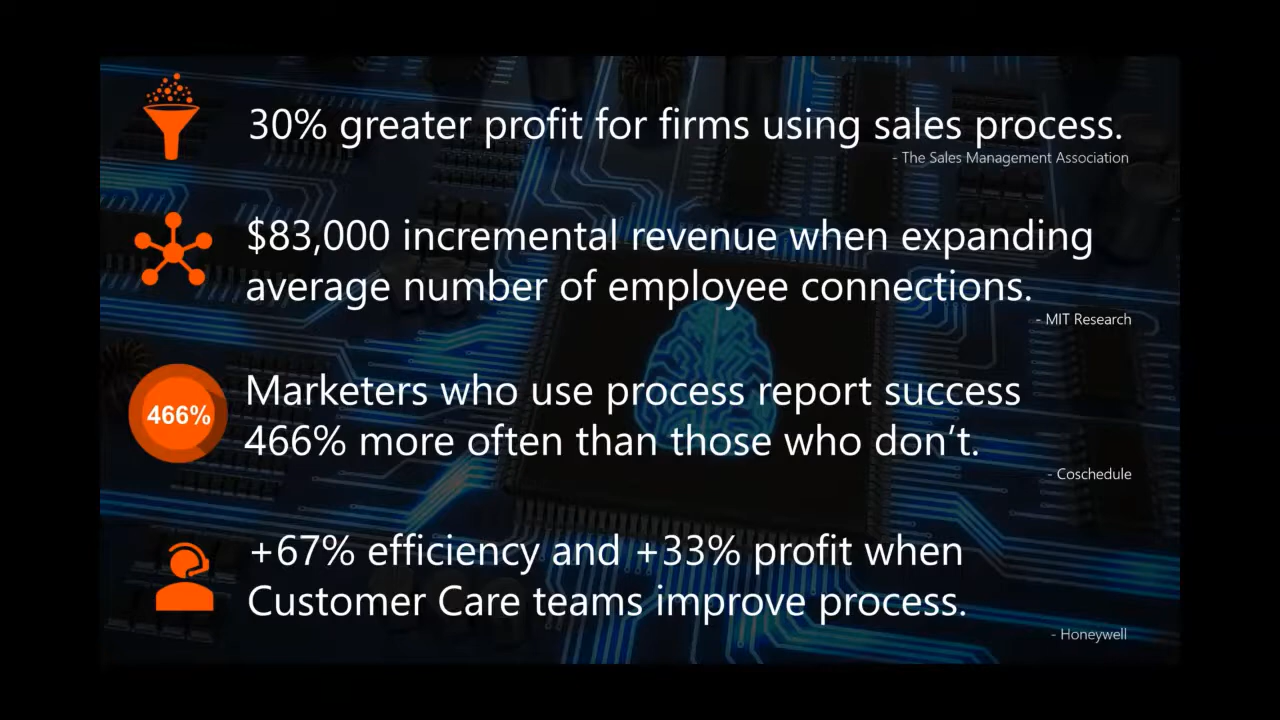 30% greater profit for firms using sales process.
- The Sales Management Association
$83,000 incremental revenue when expanding
average number of employee connections.
- MIT Research
466%
Marketers who use process report success
466% more often than those who don’t.
- Coschedule
+67% efficiency and +33% profit when
Customer Care teams improve process.
- Honeywell